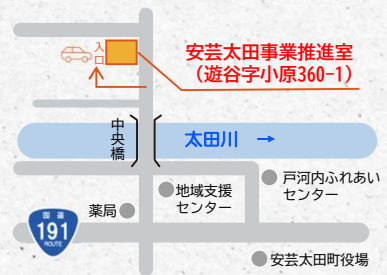 入口
安芸太田事業推進室
（遊谷字小原360-1）
中央橋
太田川　→
戸河内ふれあい
センター
地域支援
センター
薬局
国道
191
ROUTE
安芸太田町役場